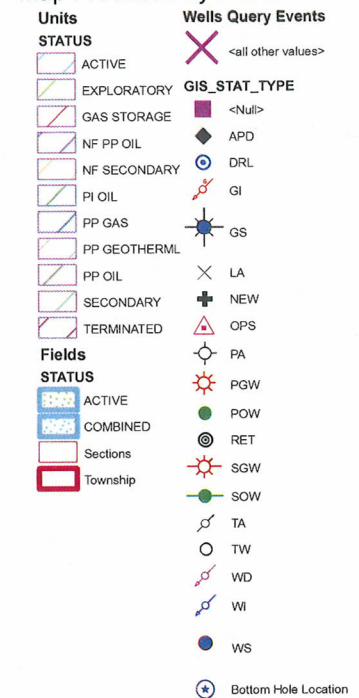 Units
STATUS
ACTIVE
EXPLORATORY
GAS STORAGE
NF PP OIL
NF SECONDARY
PI OIL
PP GAS
PP GEOTHERML
PP OIL
SECONDARY
TERMINATED
Fields
STATUS
ACTIVE
COMBINED
Sections
Township
Wells Query Events
<all other values>
GIS_STAT_TYPE
<Null>
APD
DRL
GI
GS
LA
NEW
OPS
PA
PGW
POW
RET
SGW
SOW
TA
TW
WD
WI
WS
Bottom Hole Location